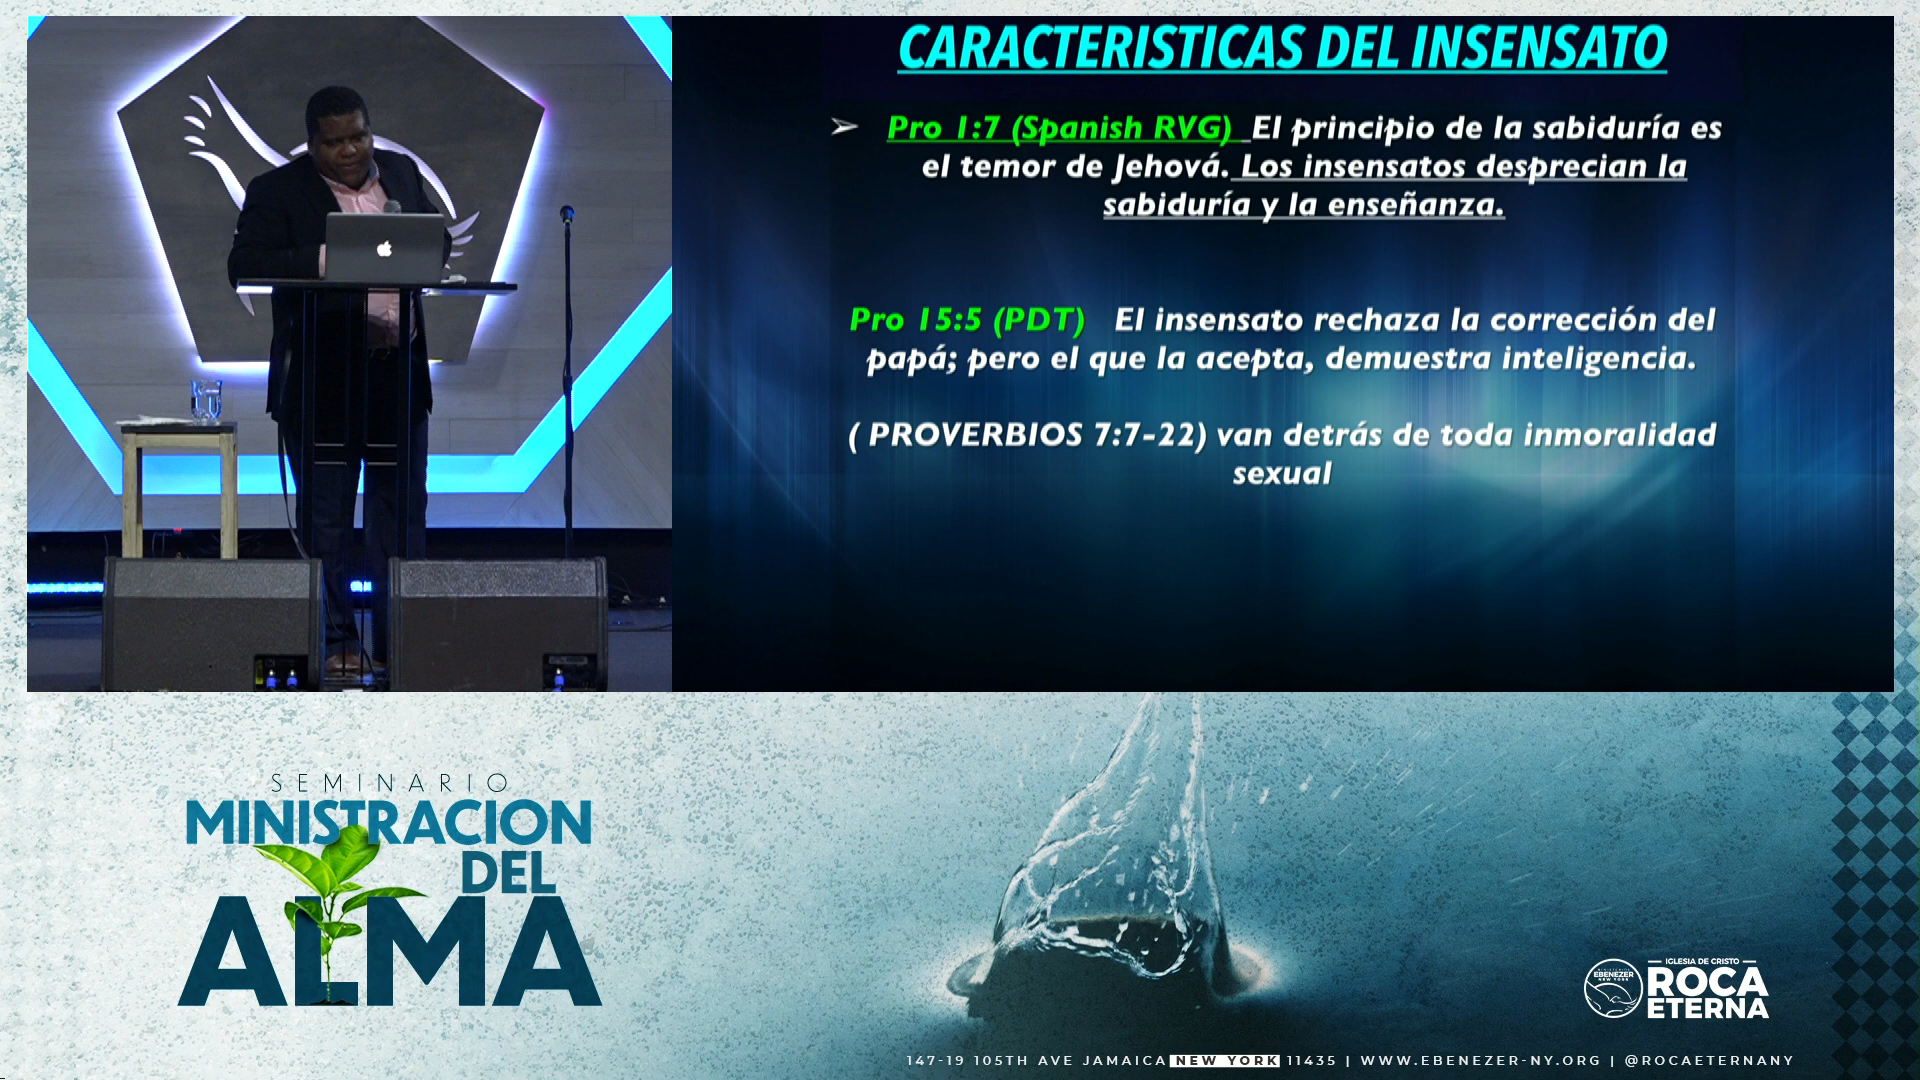 CARACTERISTICAS DEL INSENSATO
➢ Pro 1:7 (Spanish RVG) El principio de la sabiduría es
el temor de Jehová. Los insensatos desprecian la
sabiduría y la enseñanza.
Pro 15:5 (PDT) El insensato rechaza la corrección del
papá; pero el que la acepta, demuestra inteligencia.
( PROVERBIOS 7:7-22) van detrás de toda inmoralidad
sexual
SEMINARIO
MINISTRACION
DEL
ALMA
EBENEZER
IGLESIA DE CRISTO
ROCA
ETERNA
147-19 105TH AVE JAMAICA NEW YORK 11435 | WWW.EBENEZER-NY.ORG | @ROCAETERNANY